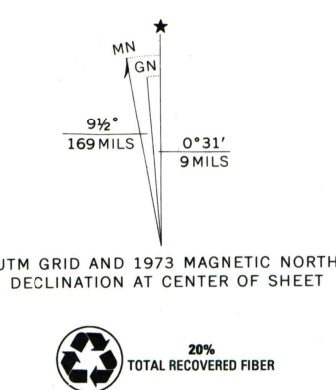 ★
MN
GN
9½°
169 MILS
0°31′
9 MILS
UTM GRID AND 1973 MAGNETIC NORTH
DECLINATION AT CENTER OF SHEET
20%
TOTAL RECOVERED FIBER